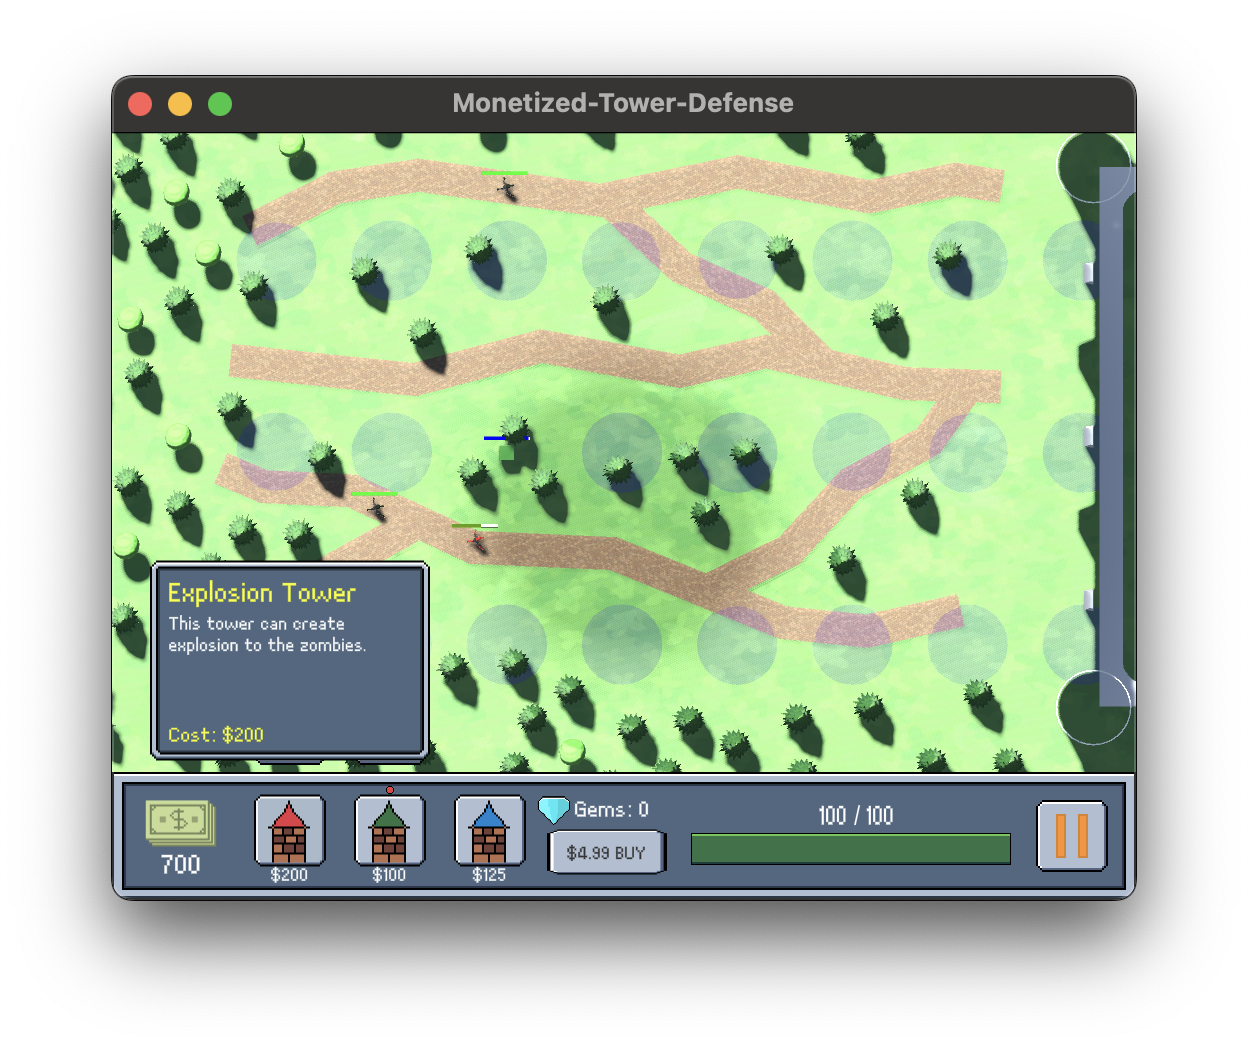 Monetized-Tower-Defense
Explosion Tower
This tower can create
explosion to the zombies.
Cost: $200
700
$200
$100
$125
Gems: 0
$4.99 BUY
100 / 100